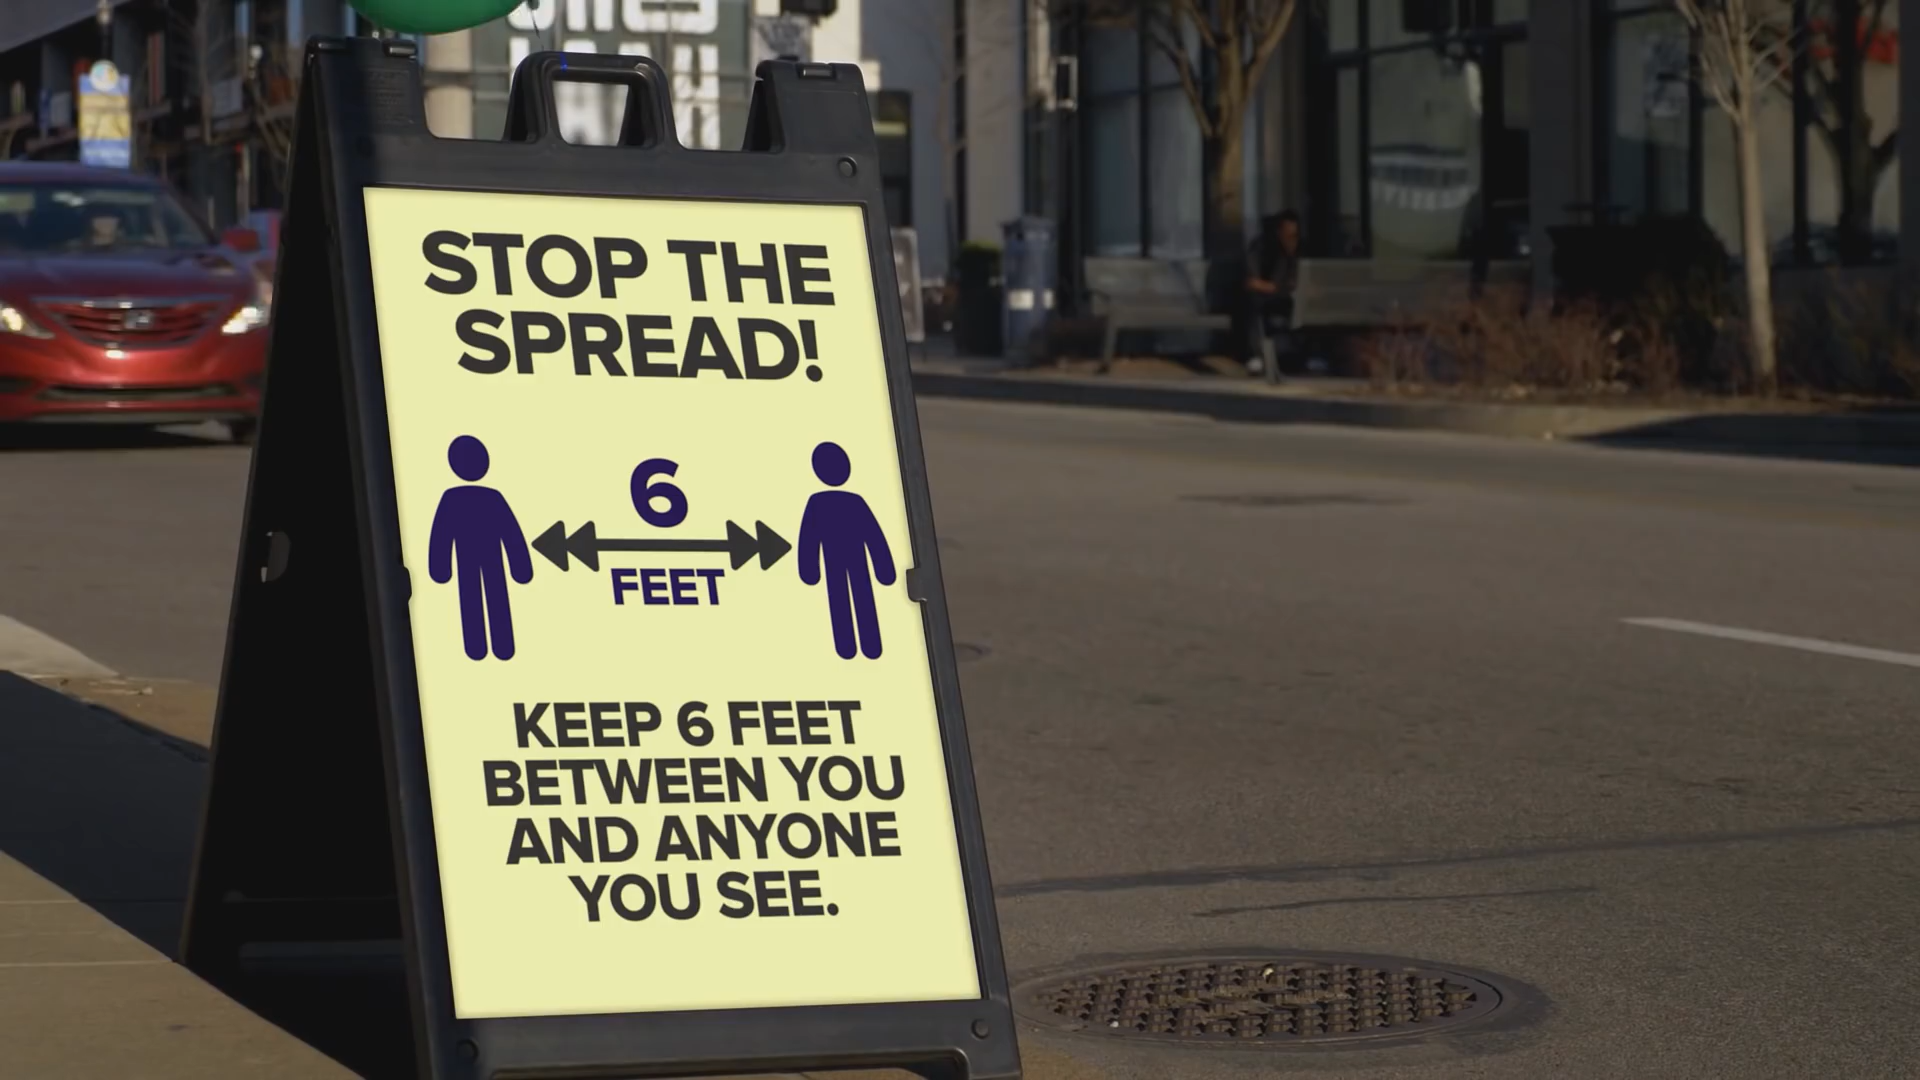 STOP THE
SPREAD!
6
FEET
KEEP 6 FEET
BETWEEN YOU
AND ANYONE
YOU SEE.